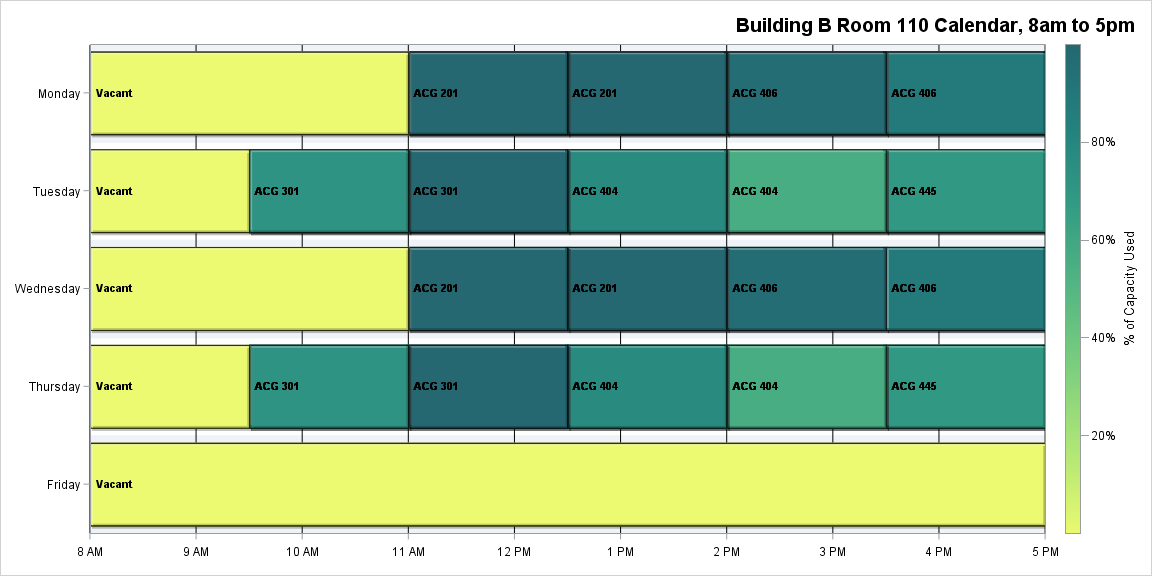 Building B Room 110 Calendar, 8am to 5pm
Monday
Vacant
ACG 201
ACG 201
ACG 406
ACG 406
Tuesday
Vacant
ACG 301
ACG 301
ACG 404
ACG 404
ACG 445
Wednesday
Vacant
ACG 201
ACG 201
ACG 406
ACG 406
Thursday
Vacant
ACG 301
ACG 301
ACG 404
ACG 404
ACG 445
Friday
Vacant
8 AM
9 AM
10 AM
11 AM
12 PM
1 PM
2 PM
3 PM
4 PM
5 PM
80%
60%
40%
20%
% of Capacity Used